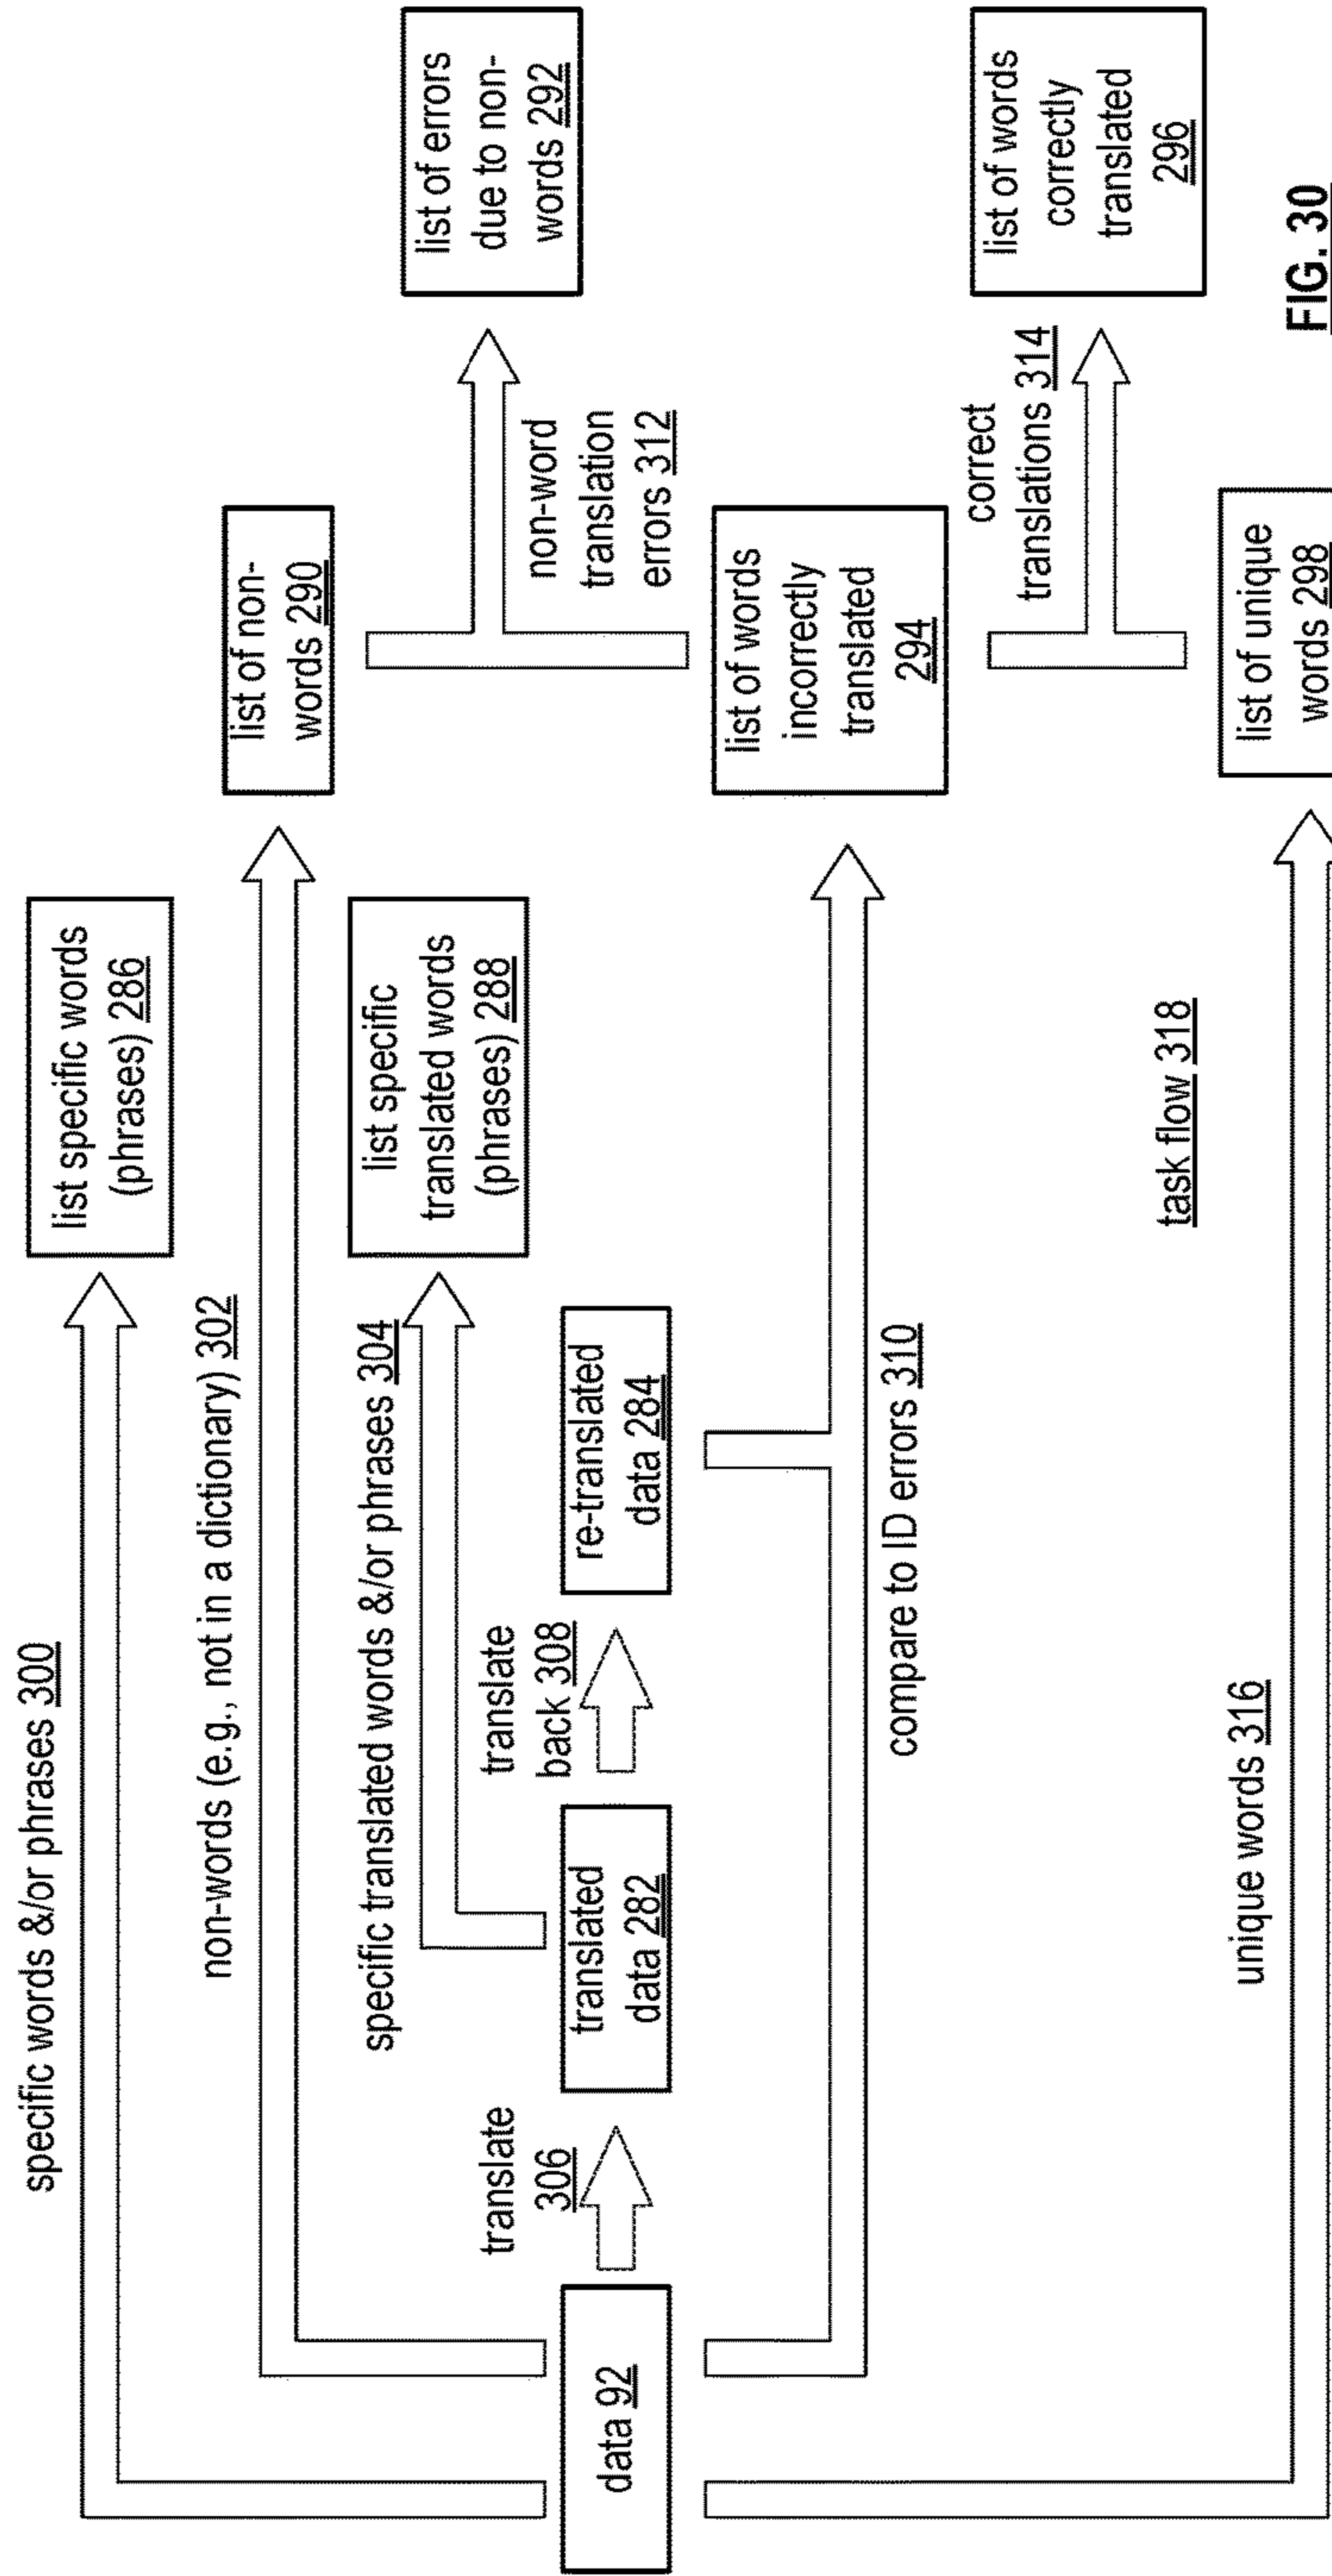 specific words &/or phrases 300
list specific words
(phrases) 286
non-words (e.g., not in a dictionary) 302
list of non-
words 290
specific translated words &/or phrases 304
list specific
translated words
(phrases) 288
list of errors
due to non-
words 292
non-word
translation
errors 312
data 92
translate
306
translated
data 282
translate
back 308
re-translated
data 284
compare to ID errors 310
list of words
incorrectly
translated
294
correct
translations 314
list of words
correctly
translated
296
task flow 318
unique words 316
list of unique
words 298
FIG. 30